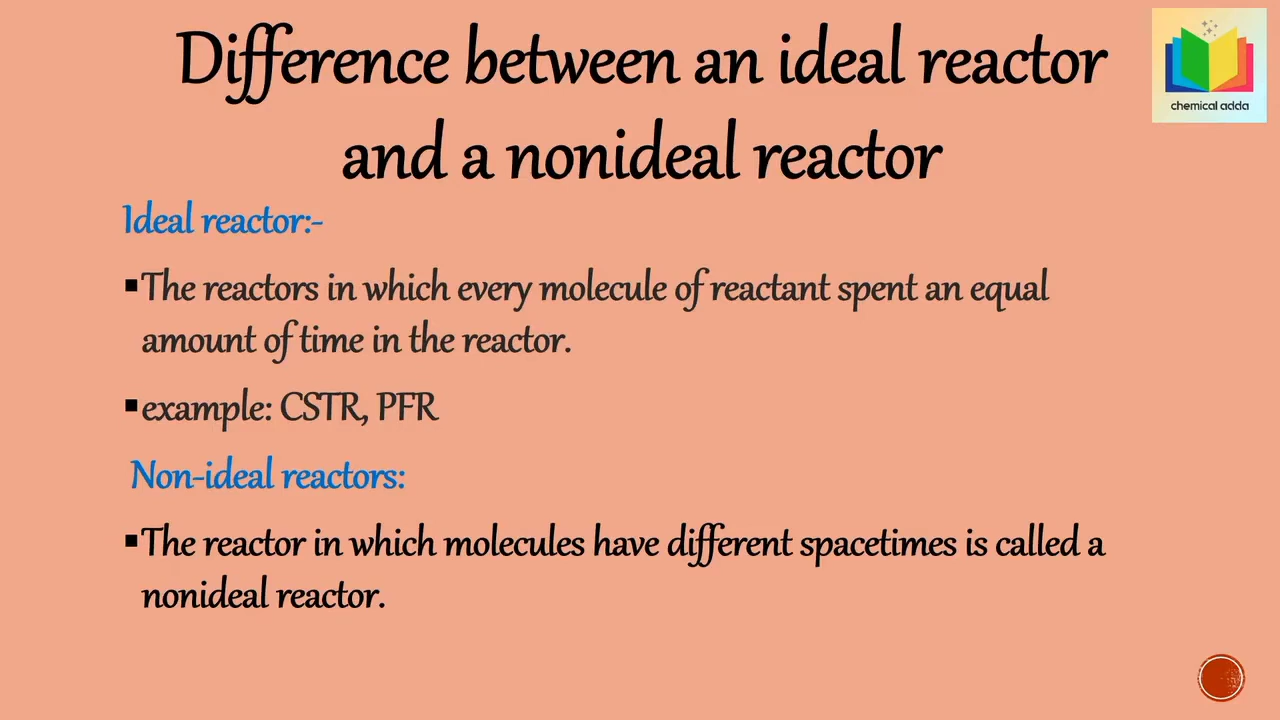 Difference between an ideal reactor
and a nonideal reactor
chemical adda
Ideal reactor:-
▪The reactors in which every molecule of reactant spent an equal
amount of time in the reactor.
▪example: CSTR, PFR
Non-ideal reactors:
▪The reactor in which molecules have different spacetimes is called a
nonideal reactor.